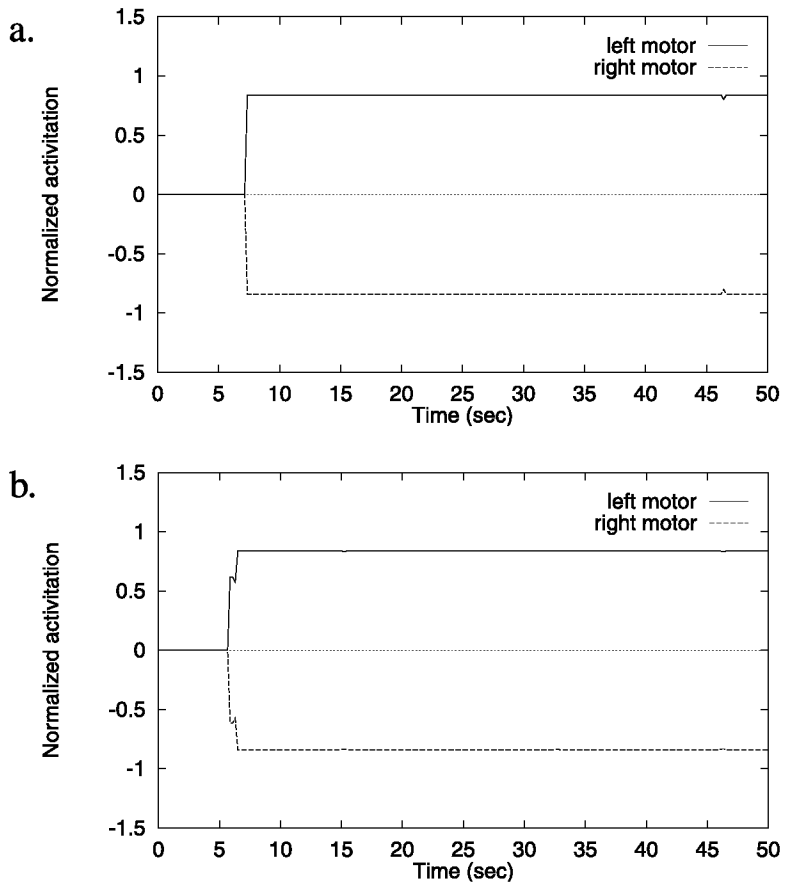 a.
1.5
1
0.5
0
-0.5
-1
-1.5
Normalized activitation
left motor
right motor
0 5 10 15 20 25 30 35 40 45 50
Time (sec)
b.
1.5
1
0.5
0
-0.5
-1
-1.5
Normalized activitation
left motor
right motor
0 5 10 15 20 25 30 35 40 45 50
Time (sec)